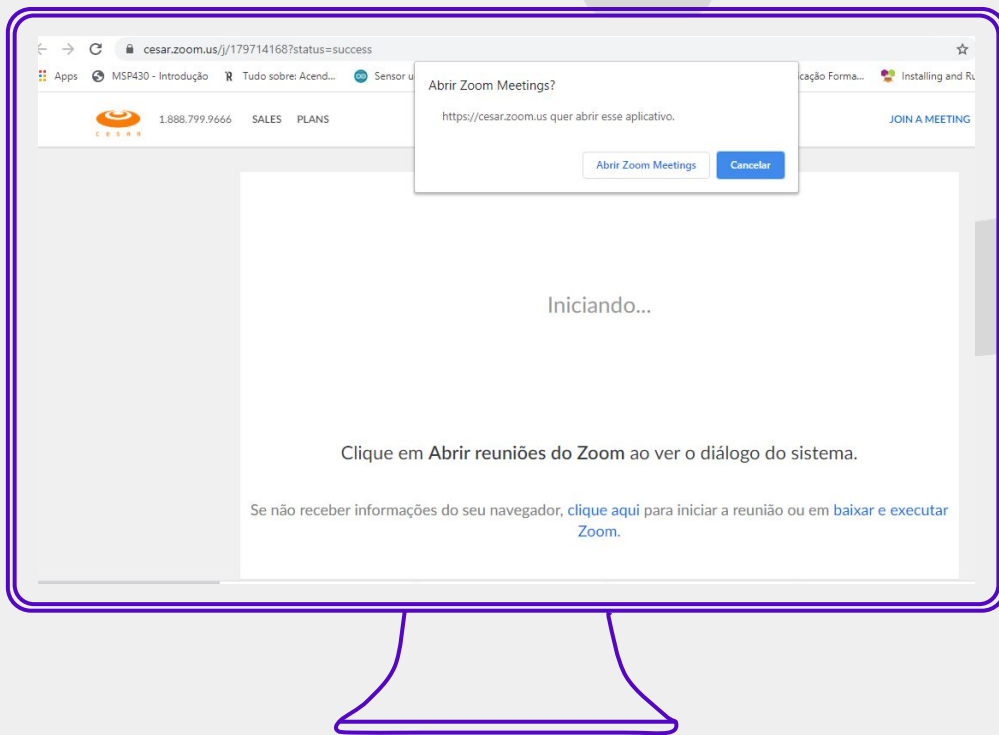 cesar.zoom.us/j/179714168?status=success
Apps MSP430 - Introdução Tudo sobre: Acend... Sensor u cação Forma... Installing and Ru
Abrir Zoom Meetings?
https://cesar.zoom.us quer abrir esse aplicativo.
Abrir Zoom Meetings Cancelar
CESAR 1.888.799.9666 SALES PLANS JOIN A MEETING
Iniciando...
Clique em Abrir reuniões do Zoom ao ver o diálogo do sistema.
Se não receber informações do seu navegador, clique aqui para iniciar a reunião ou em baixar e executar
Zoom.